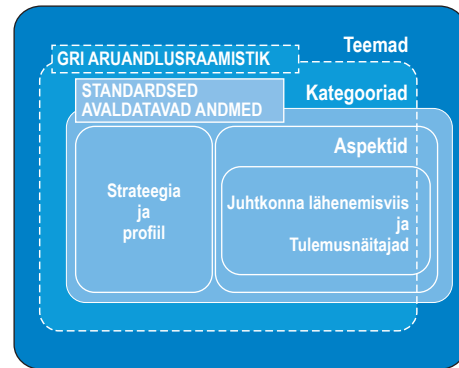 Teemad
GRI ARUANDLUSRAAMISTIK
STANDARDSED
AVALDATAVAD ANDMED
Kategooriad
Aspektid
Strateegia
ja
profiil
Juhtkonna lähenemisviis
ja
Tulemusnäitajad